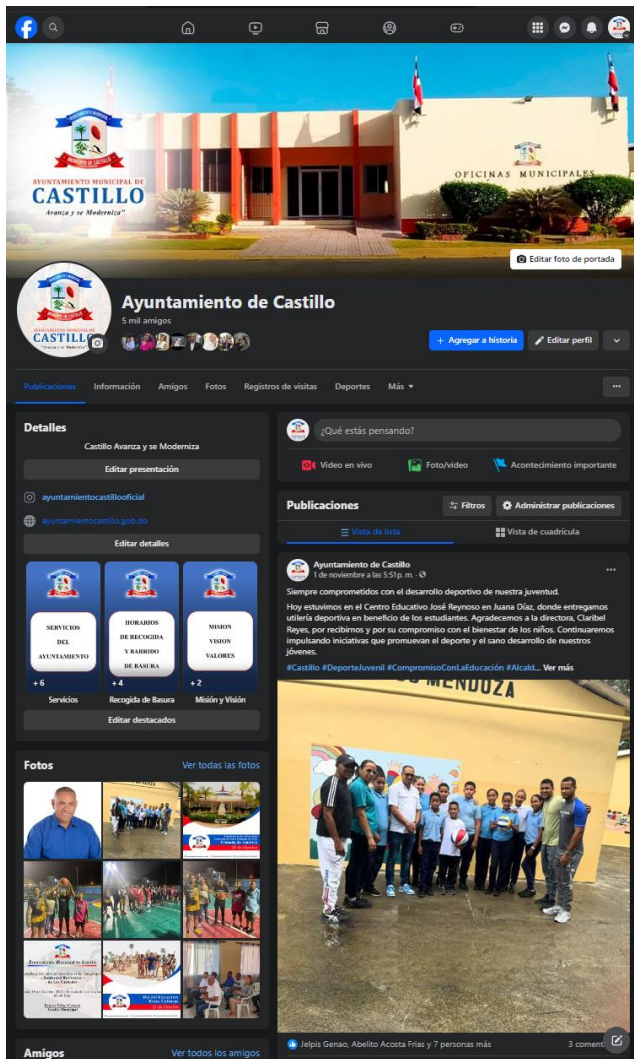 AYUNTAMIENTO MUNICIPAL DE
CASTILLO
Avanza y se Moderniza"
OFICINAS MUNICIPALES
Editar foto de portada
CASTILLO
Ayuntamiento de Castillo
5 mil amigos
+ Agregar a historia
Editar perfil
Publicaciones Información Amigos Fotos Registros de visitas Deportes Más
Detalles
Castillo Avanza y se Moderniza
Editar presentación
ayuntamientocastillooficial
ayuntamientocastillo.gob.do
Editar detalles
SERVICIOS
DEL
AYUNTAMIENTO
+ 6
Servicios
HORARIOS
DE RECOGIDA
Y BARRIDO
DE BASURA
+ 4
Recogida de Basura
MISION
VISION
VALORES
+ 2
Misión y Visión
Editar destacados
Fotos
Ver todas las fotos
Amigos
Ver todos los amigos
¿Qué estás pensando?
Video en vivo
Foto/video
Acontecimiento importante
Publicaciones
Filtros
Administrar publicaciones
Vista de lista
Vista de cuadrícula
Ayuntamiento de Castillo
1 de noviembre a las 5:51 p. m. ·
Siempre comprometidos con el desarrollo deportivo de nuestra juventud.
Hoy estuvimos en el Centro Educativo José Reynoso en Juana Díaz, donde entregamos
utilería deportiva en beneficio de los estudiantes. Agradecemos a la directora, Claribel
Reyes, por recibirnos y por su compromiso con el bienestar de los niños. Continuaremos
impulsando iniciativas que promuevan el deporte y el sano desarrollo de nuestros
jóvenes.
#Castillo #DeporteJuvenil #CompromisoConLaEducación #Alcald... Ver más
MENDOZA
Jelpis Genao, Abelito Acosta Frias y 7 personas más
3 coment